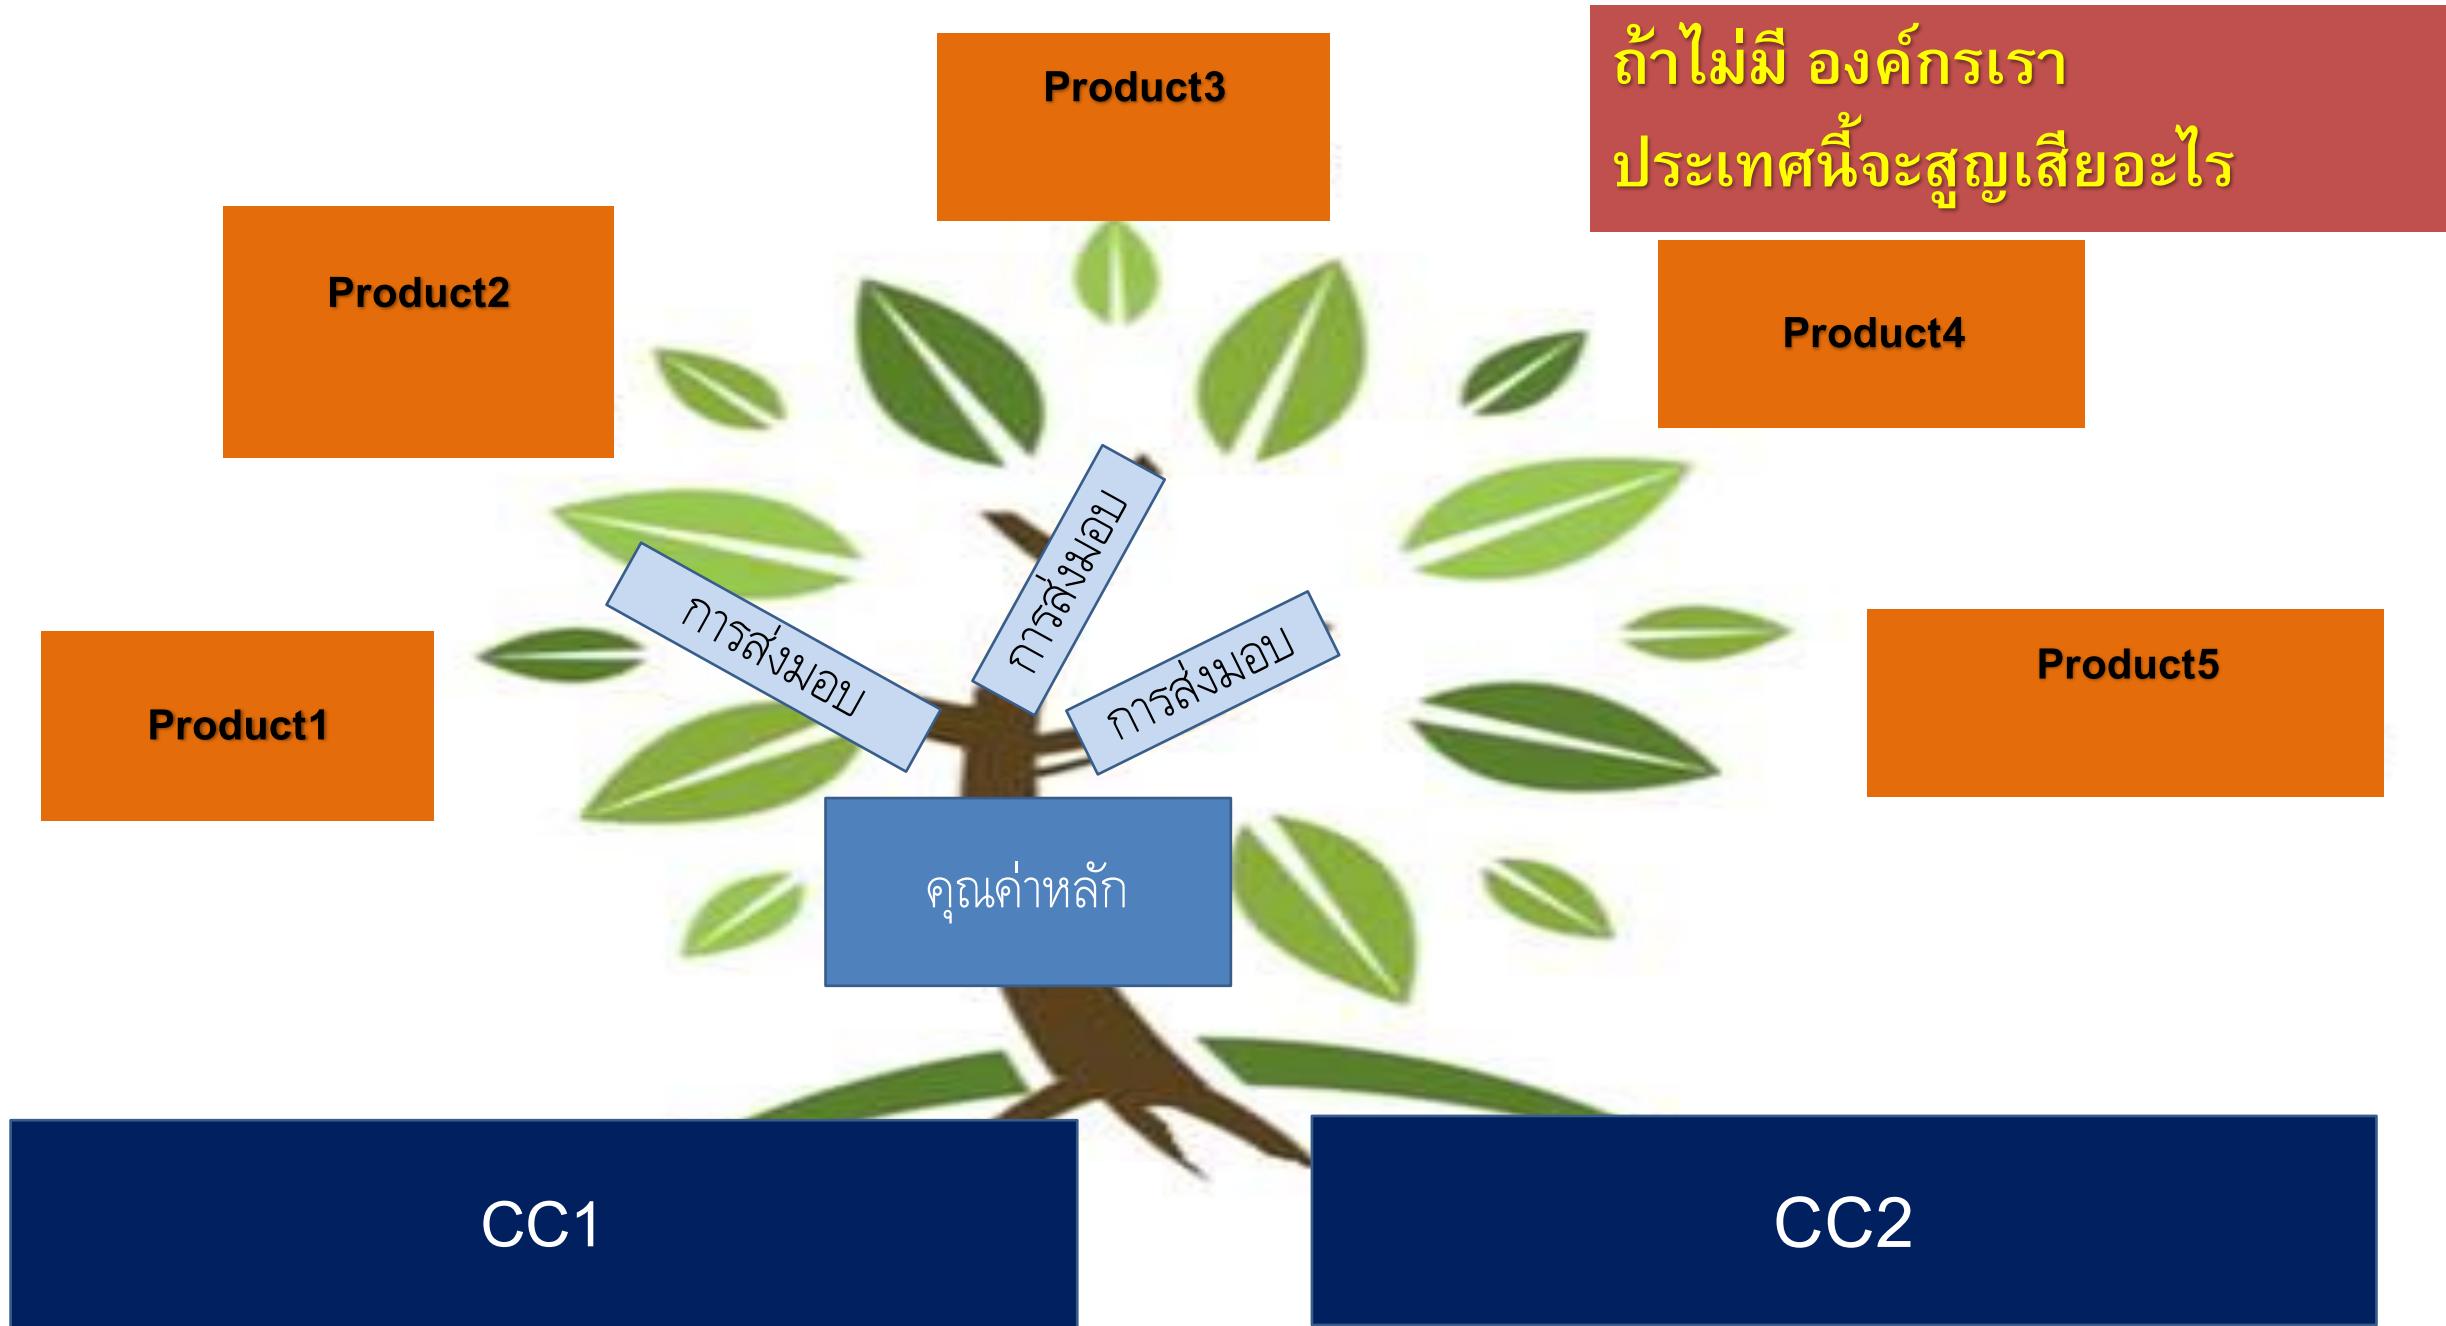 Product3
ถ้าไม่มี องค์กรเรา
ประเทศนี้จะสูญเสียอะไร
Product2
Product4
การส่งมอบ
การส่งมอบ
การส่งมอบ
Product1
Product5
คุณค่าหลัก
CC1
CC2